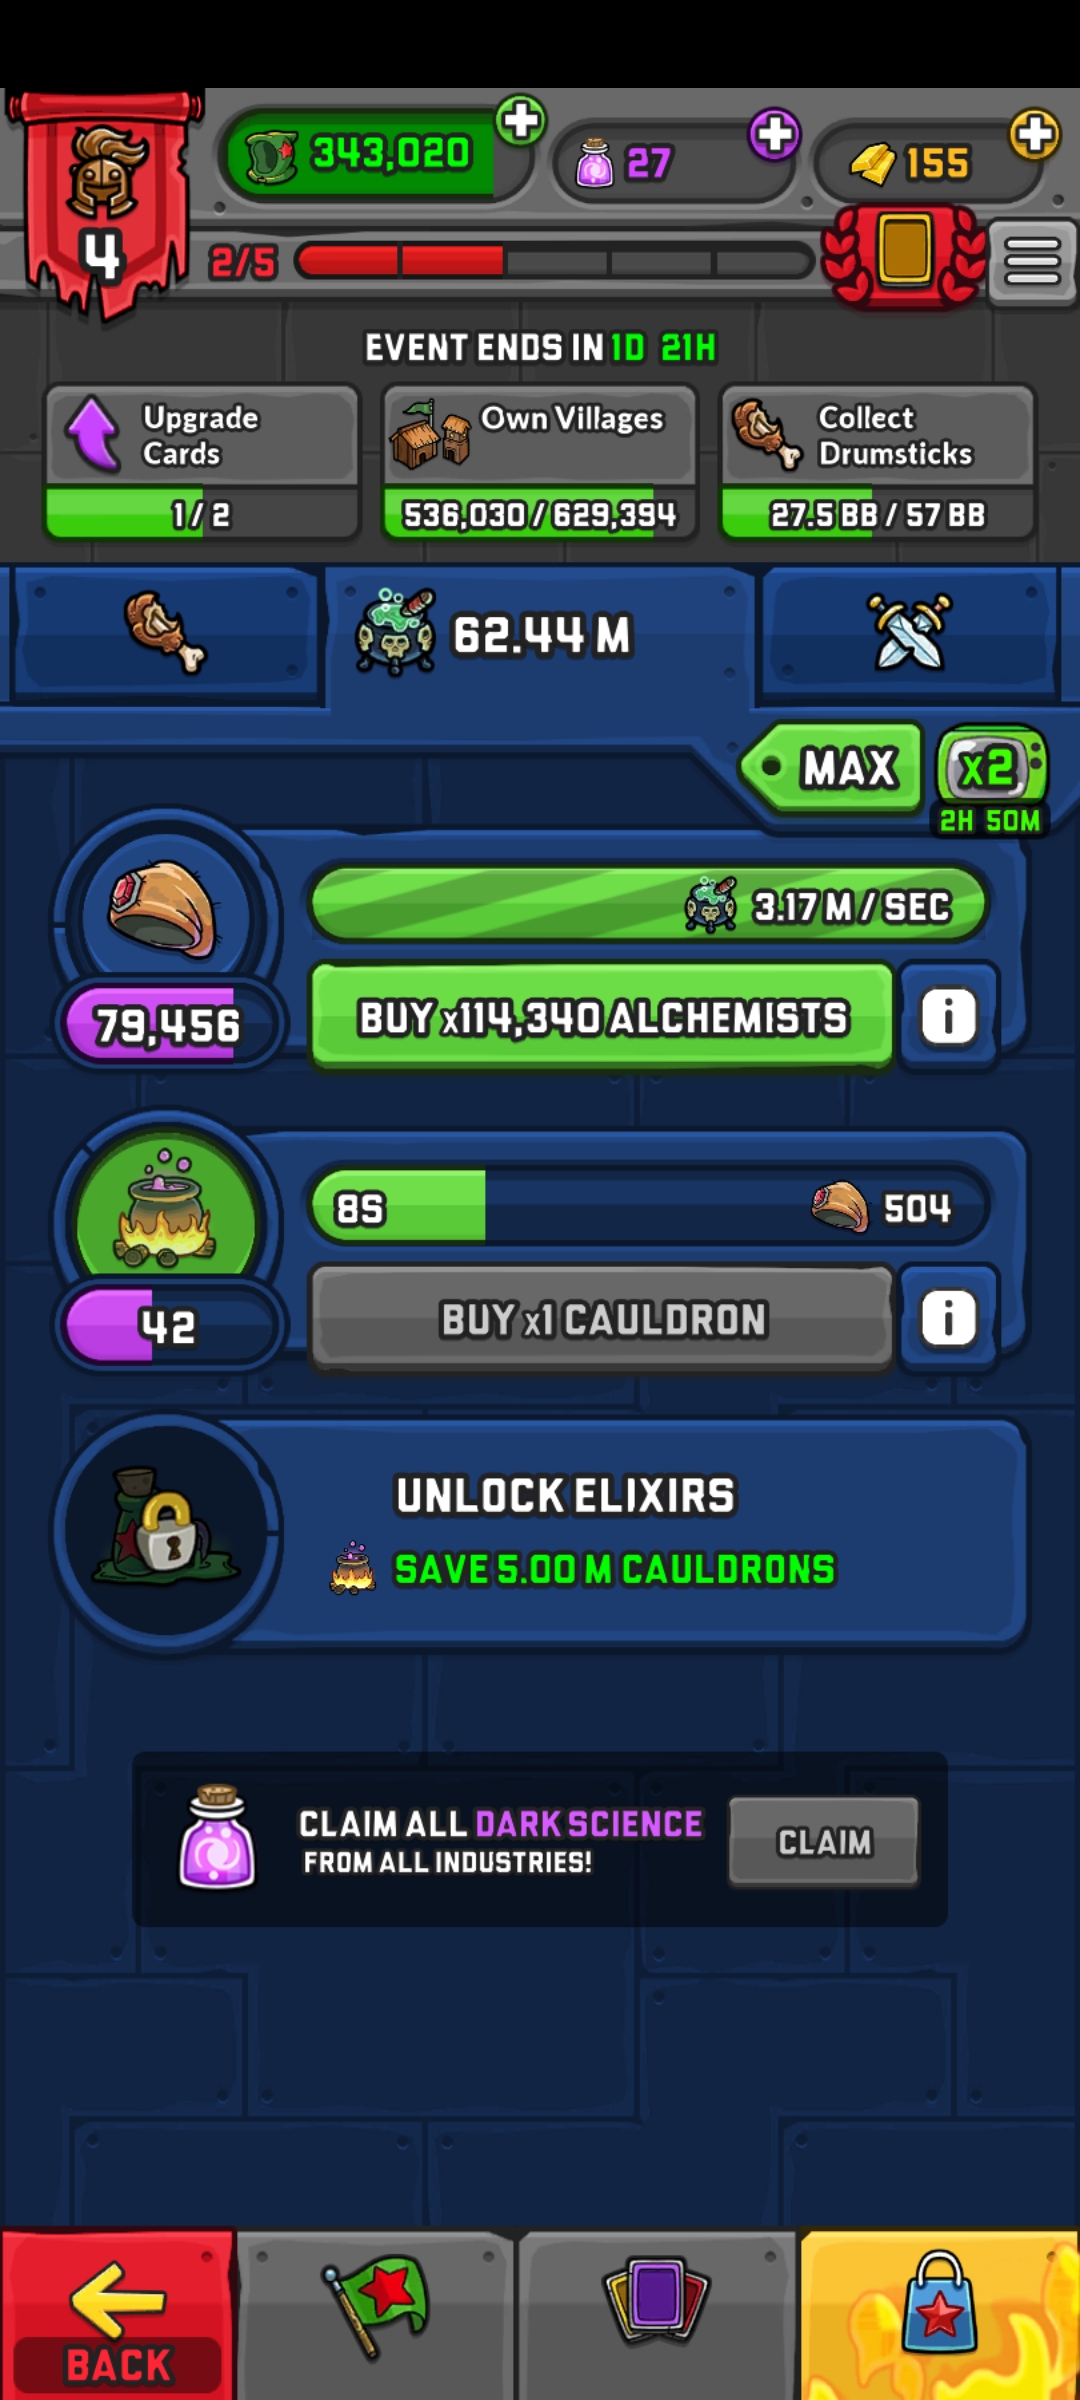 343,020
27
155
4
2/5
EVENT ENDS IN 1D 21H
Upgrade
Cards
1 / 2
Own Villages
536,030 / 629,394
Collect
Drumsticks
27.5 BB / 57 BB
62.44 M
MAX
x2
2H 50M
3.17 M / SEC
79,456
BUY x114,340 ALCHEMISTS
i
8S
504
42
BUY x1 CAULDRON
i
UNLOCK ELIXIRS
SAVE 5.00 M CAULDRONS
CLAIM ALL DARK SCIENCE
FROM ALL INDUSTRIES!
CLAIM
BACK